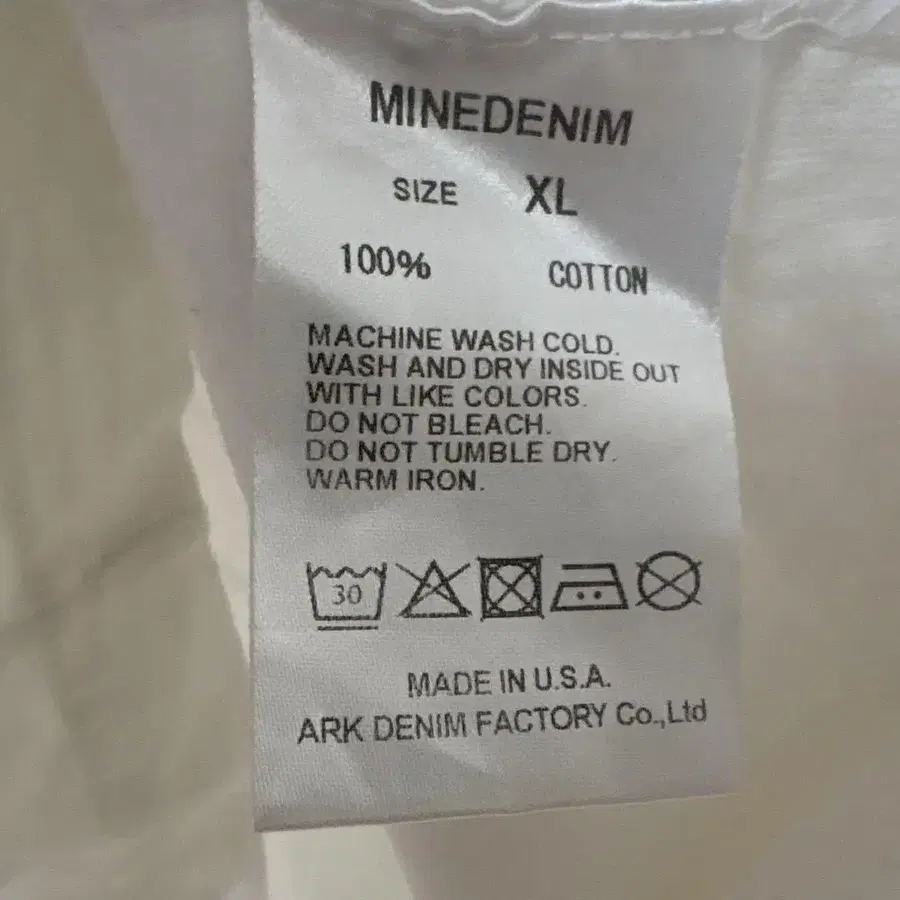 MINEDENIM
SIZE XL
100% COTTON
MACHINE WASH COLD.
WASH AND DRY INSIDE OUT
WITH LIKE COLORS.
DO NOT BLEACH.
DO NOT TUMBLE DRY.
WARM IRON.
30
MADE IN U.S.A.
ARK DENIM FACTORY Co.,Ltd